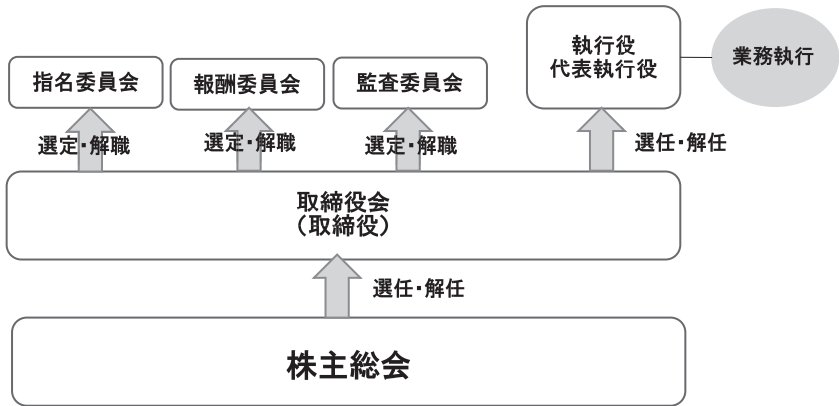 執行役
代表執行役
業務執行
指名委員会
報酬委員会
監査委員会
選定・解職
選定・解職
選定・解職
選任・解任
取締役会
（取締役）
選任・解任
株主総会